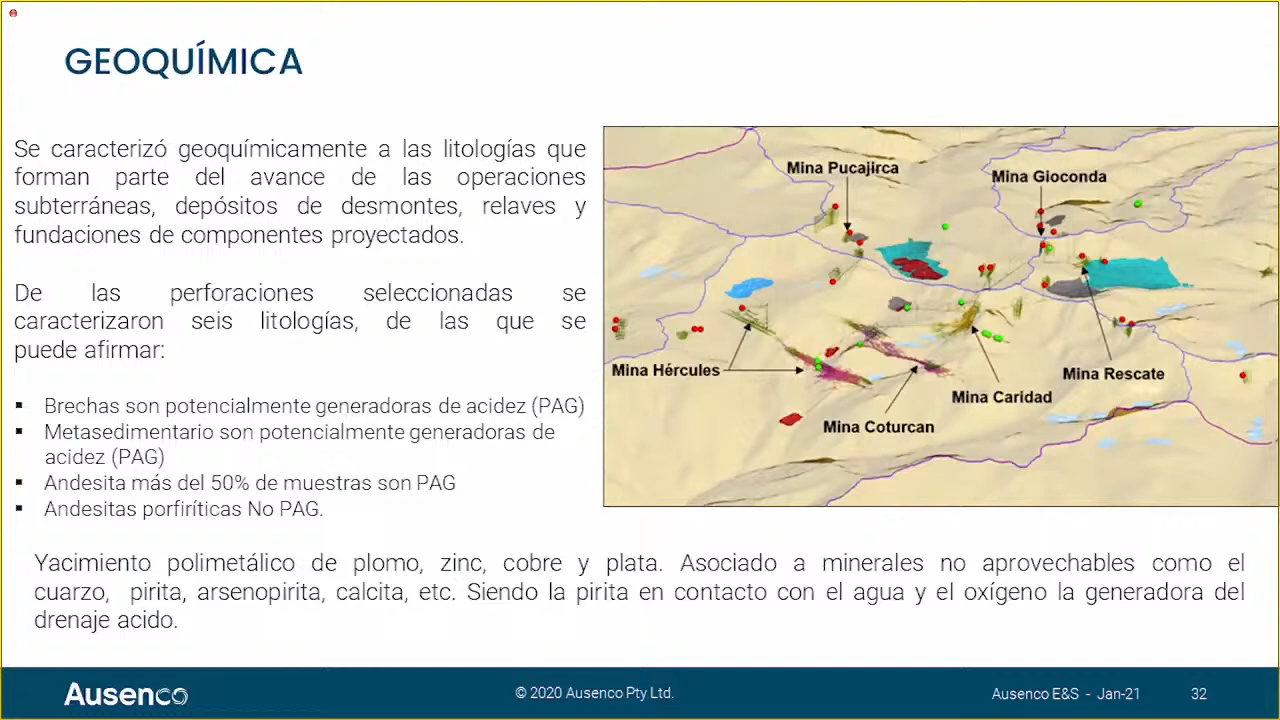 GEOQUÍMICA
Se caracterizó geoquímicamente a las litologías que
forman parte del avance de las operaciones
subterráneas, depósitos de desmontes, relaves y
fundaciones de componentes proyectados.
De las perforaciones seleccionadas se
caracterizaron seis litologías, de las que se
puede afirmar:
▪ Brechas son potencialmente generadoras de acidez (PAG)
▪ Metasedimentario son potencialmente generadoras de
acidez (PAG)
▪ Andesita más del 50% de muestras son PAG
▪ Andesitas porfiríticas No PAG.
Mina Pucajirca
Mina Gioconda
Mina Hércules
Mina Rescate
Mina Caridad
Mina Coturcan
Yacimiento polimetálico de plomo, zinc, cobre y plata. Asociado a minerales no aprovechables como el
cuarzo, pirita, arsenopirita, calcita, etc. Siendo la pirita en contacto con el agua y el oxígeno la generadora del
drenaje acido.
Ausenco
© 2020 Ausenco Pty Ltd.
Ausenco E&S - Jan-21
32